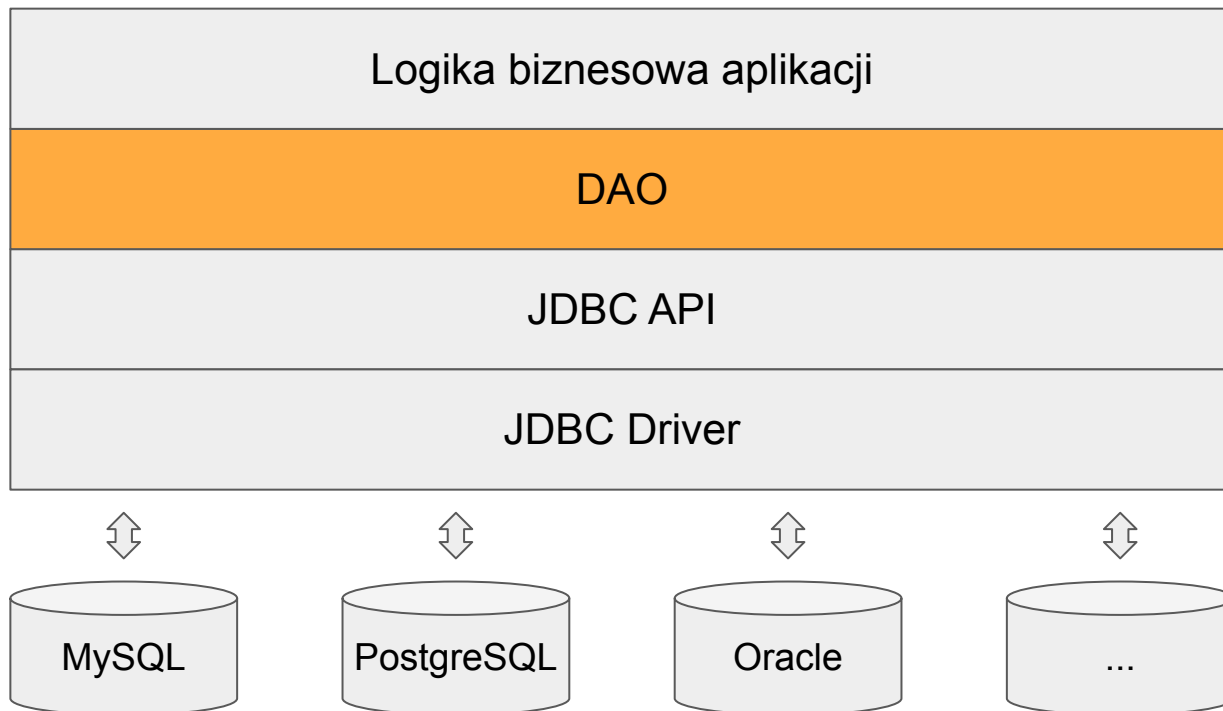 Logika biznesowa aplikacji
DAO
JDBC API
JDBC Driver
MySQL
PostgreSQL
Oracle
...